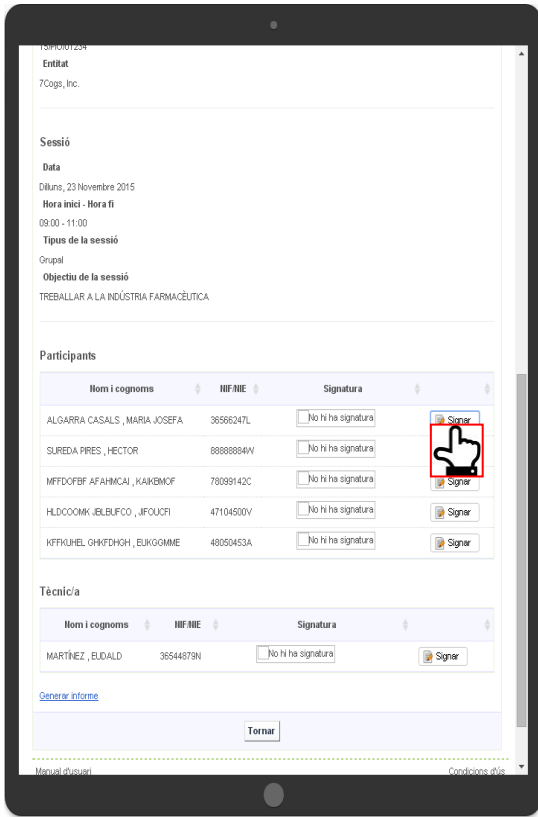 15/PIO/01234
Entitat
7Cogs, Inc.
Sessió
Data
Dilluns, 23 Novembre 2015
Hora inici - Hora fi
09:00 - 11:00
Tipus de la sessió
Grupal
Objectiu de la sessió
TREBALLAR A LA INDÚSTRIA FARMACÈUTICA
Participants
Nom i cognoms NIF/NIE Signatura
ALGARRA CASALS , MARIA JOSEFA 36566247L No hi ha signatura Signar
SUREDA PIRES , HECTOR 88888884W No hi ha signatura
MFFDOFBF AFAHMCAI , KAIKBMOF 78099142C No hi ha signatura Signar
HLDCOOMK JBLBUFCO , JIFOUCFI 47104500V No hi ha signatura Signar
KFFKUHEL GHKFDHGH , EUKGGMME 48050453A No hi ha signatura Signar
Tècnic/a
Nom i cognoms NIF/NIE Signatura
MARTÍNEZ , EUDALD 36544879N No hi ha signatura Signar
Generar informe
Tornar
Manual d'usuari Condicions d'ús